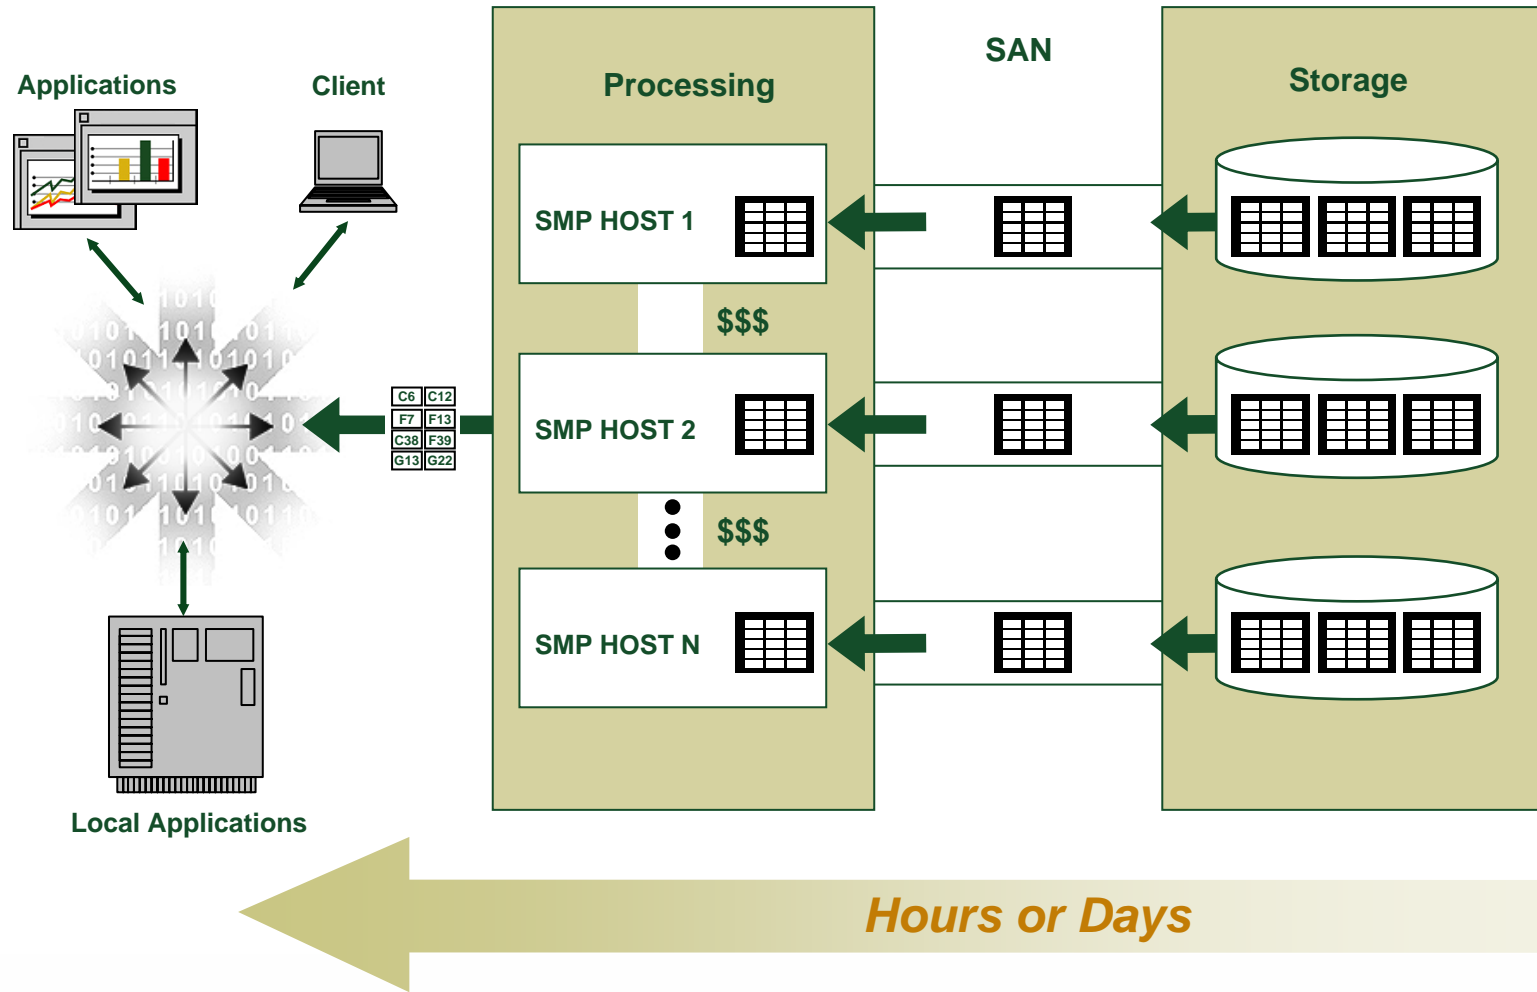 SAN
Applications
Client
Processing
Storage
SMP HOST 1
$$$
C6 C12
F7 F13
C38 F39
G13 G22
SMP HOST 2
$$$
SMP HOST N
Local Applications
Hours or Days